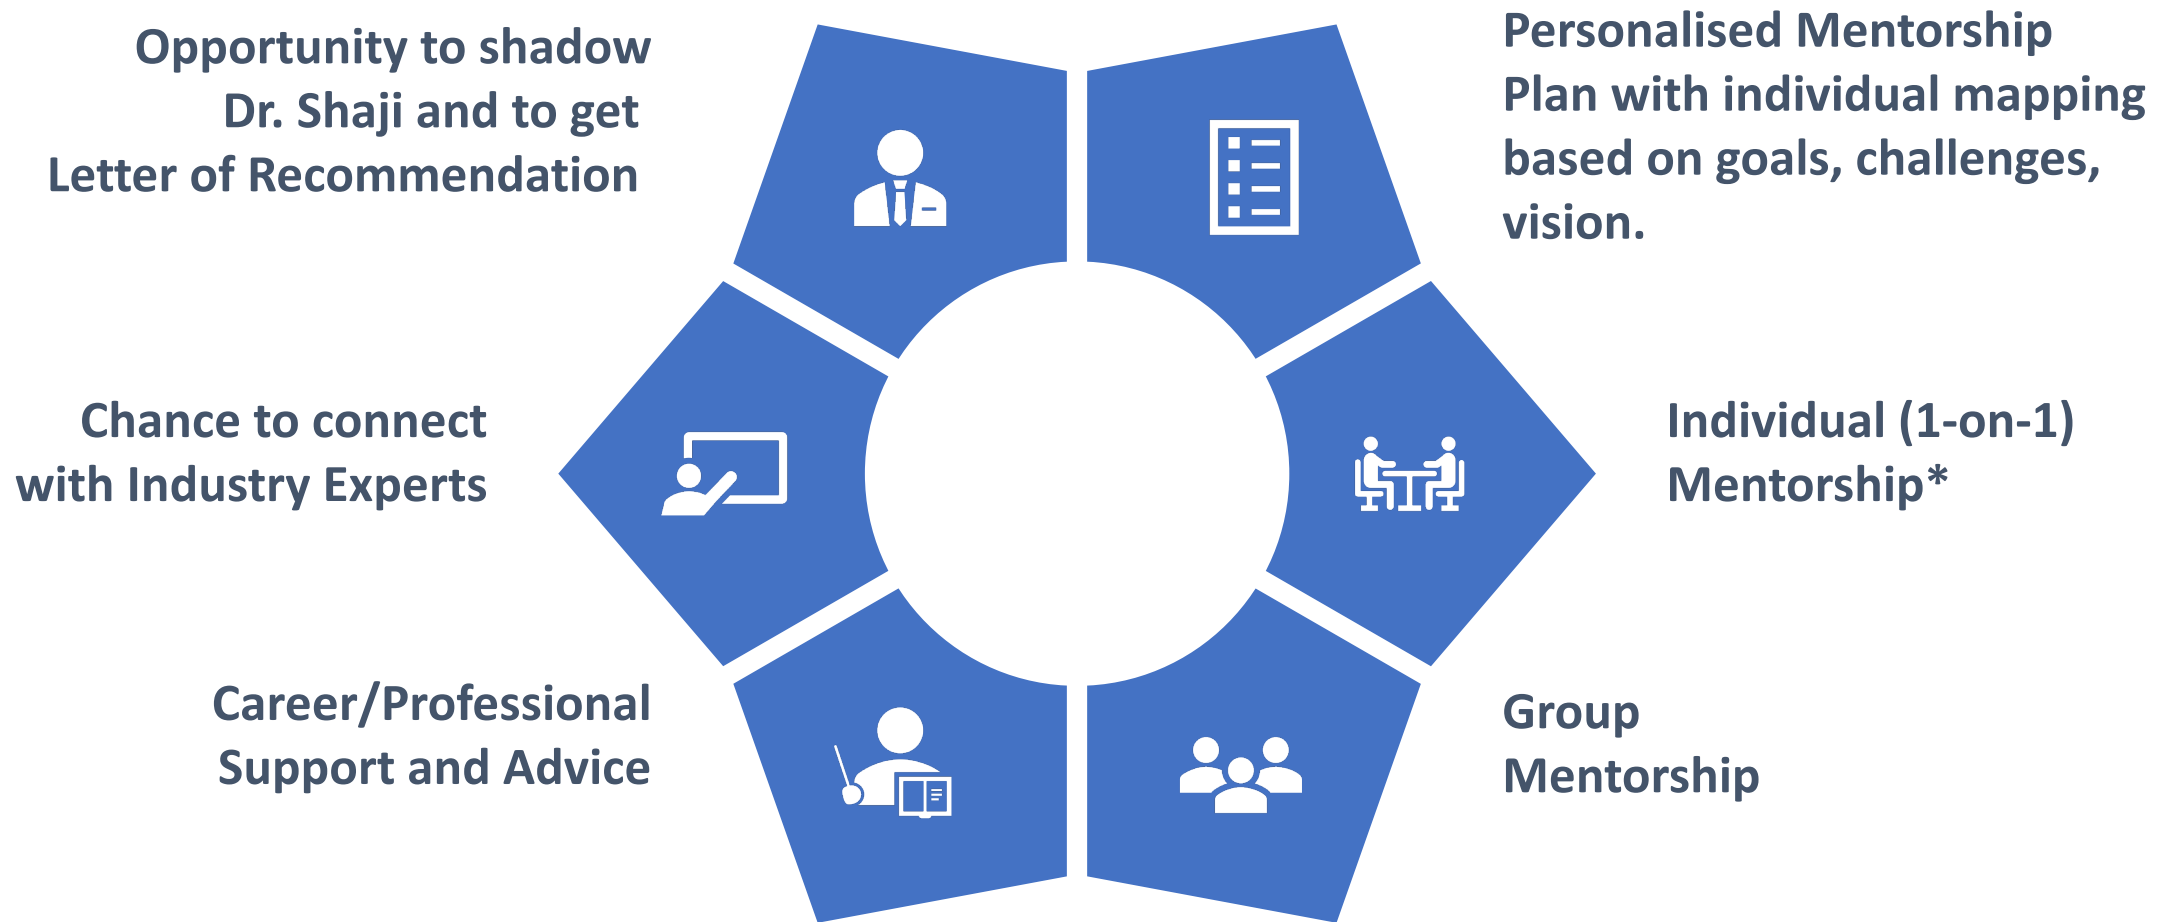 Opportunity to shadow
Dr. Shaji and to get
Letter of Recommendation
Personalised Mentorship
Plan with individual mapping
based on goals, challenges,
vision.
Chance to connect
with Industry Experts
Individual (1-on-1)
Mentorship*
Career/Professional
Support and Advice
Group
Mentorship